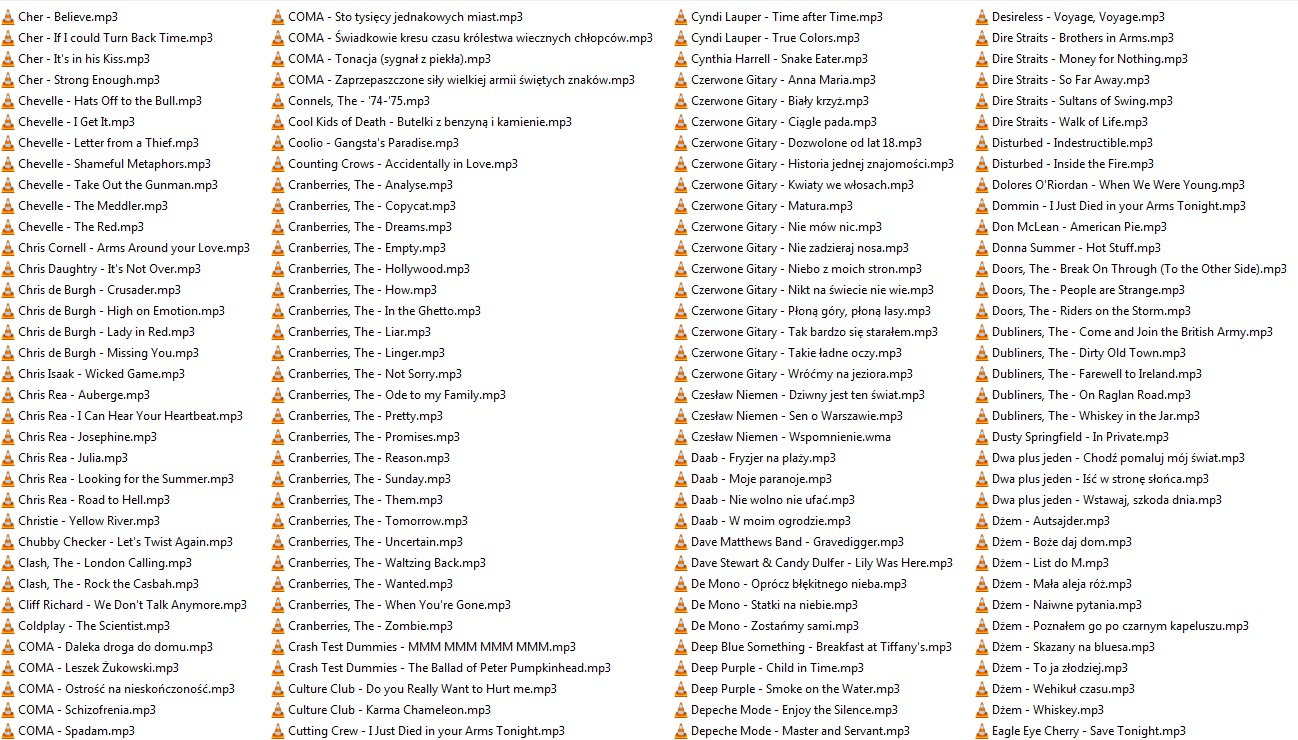 Cher - Believe.mp3
Cher - If I could Turn Back Time.mp3
Cher - It's in his Kiss.mp3
Cher - Strong Enough.mp3
Chevelle - Hats Off to the Bull.mp3
Chevelle - I Get It.mp3
Chevelle - Letter from a Thief.mp3
Chevelle - Shameful Metaphors.mp3
Chevelle - Take Out the Gunman.mp3
Chevelle - The Meddler.mp3
Chevelle - The Red.mp3
Chris Cornell - Arms Around your Love.mp3
Chris Daughtry - It's Not Over.mp3
Chris de Burgh - Crusader.mp3
Chris de Burgh - High on Emotion.mp3
Chris de Burgh - Lady in Red.mp3
Chris de Burgh - Missing You.mp3
Chris Isaak - Wicked Game.mp3
Chris Rea - Auberge.mp3
Chris Rea - I Can Hear Your Heartbeat.mp3
Chris Rea - Josephine.mp3
Chris Rea - Julia.mp3
Chris Rea - Looking for the Summer.mp3
Chris Rea - Road to Hell.mp3
Christie - Yellow River.mp3
Chubby Checker - Let's Twist Again.mp3
Clash, The - London Calling.mp3
Clash, The - Rock the Casbah.mp3
Cliff Richard - We Don't Talk Anymore.mp3
Coldplay - The Scientist.mp3
COMA - Daleka droga do domu.mp3
COMA - Leszek Żukowski.mp3
COMA - Ostrość na nieskończoność.mp3
COMA - Schizofrenia.mp3
COMA - Spadam.mp3
COMA - Sto tysięcy jednakowych miast.mp3
COMA - Świadkowie kresu czasu królestwa wiecznych chłopców.mp3
COMA - Tonacja (sygnał z piekła).mp3
COMA - Zaprzepaszczone siły wielkiej armii świętych znaków.mp3
Connels, The - '74-'75.mp3
Cool Kids of Death - Butelki z benzyną i kamienie.mp3
Coolio - Gangsta's Paradise.mp3
Counting Crows - Accidentally in Love.mp3
Cranberries, The - Analyse.mp3
Cranberries, The - Copycat.mp3
Cranberries, The - Dreams.mp3
Cranberries, The - Empty.mp3
Cranberries, The - Hollywood.mp3
Cranberries, The - How.mp3
Cranberries, The - In the Ghetto.mp3
Cranberries, The - Liar.mp3
Cranberries, The - Linger.mp3
Cranberries, The - Not Sorry.mp3
Cranberries, The - Ode to my Family.mp3
Cranberries, The - Pretty.mp3
Cranberries, The - Promises.mp3
Cranberries, The - Reason.mp3
Cranberries, The - Sunday.mp3
Cranberries, The - Them.mp3
Cranberries, The - Tomorrow.mp3
Cranberries, The - Uncertain.mp3
Cranberries, The - Waltzing Back.mp3
Cranberries, The - Wanted.mp3
Cranberries, The - When You're Gone.mp3
Cranberries, The - Zombie.mp3
Crash Test Dummies - MMM MMM MMM MMM.mp3
Crash Test Dummies - The Ballad of Peter Pumpkinhead.mp3
Culture Club - Do you Really Want to Hurt me.mp3
Culture Club - Karma Chameleon.mp3
Cutting Crew - I Just Died in your Arms Tonight.mp3
Cyndi Lauper - Time after Time.mp3
Cyndi Lauper - True Colors.mp3
Cynthia Harrell - Snake Eater.mp3
Czerwone Gitary - Anna Maria.mp3
Czerwone Gitary - Biały krzyż.mp3
Czerwone Gitary - Ciągle pada.mp3
Czerwone Gitary - Dozwolone od lat 18.mp3
Czerwone Gitary - Historia jednej znajomości.mp3
Czerwone Gitary - Kwiaty we włosach.mp3
Czerwone Gitary - Matura.mp3
Czerwone Gitary - Nie mów nic.mp3
Czerwone Gitary - Nie zadzieraj nosa.mp3
Czerwone Gitary - Niebo z moich stron.mp3
Czerwone Gitary - Nikt na świecie nie wie.mp3
Czerwone Gitary - Płoną góry, płoną lasy.mp3
Czerwone Gitary - Tak bardzo się starałem.mp3
Czerwone Gitary - Takie ładne oczy.mp3
Czerwone Gitary - Wróćmy na jeziora.mp3
Czesław Niemen - Dziwny jest ten świat.mp3
Czesław Niemen - Sen o Warszawie.mp3
Czesław Niemen - Wspomnienie.wma
Daab - Fryzjer na plaży.mp3
Daab - Moje paranoje.mp3
Daab - Nie wolno nie ufać.mp3
Daab - W moim ogrodzie.mp3
Dave Matthews Band - Gravedigger.mp3
Dave Stewart & Candy Dulfer - Lily Was Here.mp3
De Mono - Oprócz błękitnego nieba.mp3
De Mono - Statki na niebie.mp3
De Mono - Zostańmy sami.mp3
Deep Blue Something - Breakfast at Tiffany's.mp3
Deep Purple - Child in Time.mp3
Deep Purple - Smoke on the Water.mp3
Depeche Mode - Enjoy the Silence.mp3
Depeche Mode - Master and Servant.mp3
Desireless - Voyage, Voyage.mp3
Dire Straits - Brothers in Arms.mp3
Dire Straits - Money for Nothing.mp3
Dire Straits - So Far Away.mp3
Dire Straits - Sultans of Swing.mp3
Dire Straits - Walk of Life.mp3
Disturbed - Indestructible.mp3
Disturbed - Inside the Fire.mp3
Dolores O'Riordan - When We Were Young.mp3
Dommin - I Just Died in your Arms Tonight.mp3
Don McLean - American Pie.mp3
Donna Summer - Hot Stuff.mp3
Doors, The - Break On Through (To the Other Side).mp3
Doors, The - People are Strange.mp3
Doors, The - Riders on the Storm.mp3
Dubliners, The - Come and Join the British Army.mp3
Dubliners, The - Dirty Old Town.mp3
Dubliners, The - Farewell to Ireland.mp3
Dubliners, The - On Raglan Road.mp3
Dubliners, The - Whiskey in the Jar.mp3
Dusty Springfield - In Private.mp3
Dwa plus jeden - Chodź pomaluj mój świat.mp3
Dwa plus jeden - Iść w stronę słońca.mp3
Dwa plus jeden - Wstawaj, szkoda dnia.mp3
Dżem - Autsajder.mp3
Dżem - Boże daj dom.mp3
Dżem - List do M.mp3
Dżem - Mała aleja róż.mp3
Dżem - Naiwne pytania.mp3
Dżem - Poznałem go po czarnym kapeluszu.mp3
Dżem - Skazany na bluesa.mp3
Dżem - To ja złodziej.mp3
Dżem - Wehikuł czasu.mp3
Dżem - Whiskey.mp3
Eagle Eye Cherry - Save Tonight.mp3